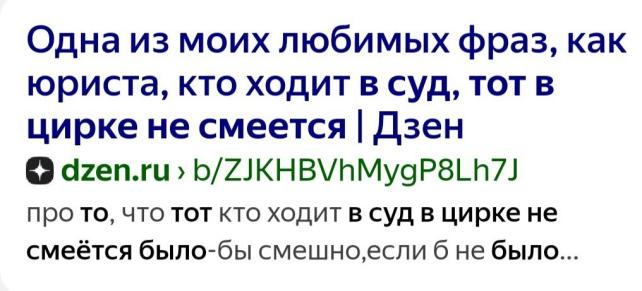 Одна из моих любимых фраз, как
юриста, кто ходит в суд, тот в
цирке не смеется | Дзен
dzen.ru › b/ZJKHBVhMygP8Lh7J
про то, что тот кто ходит в суд в цирке не
смеётся было-бы смешно,если б не было...